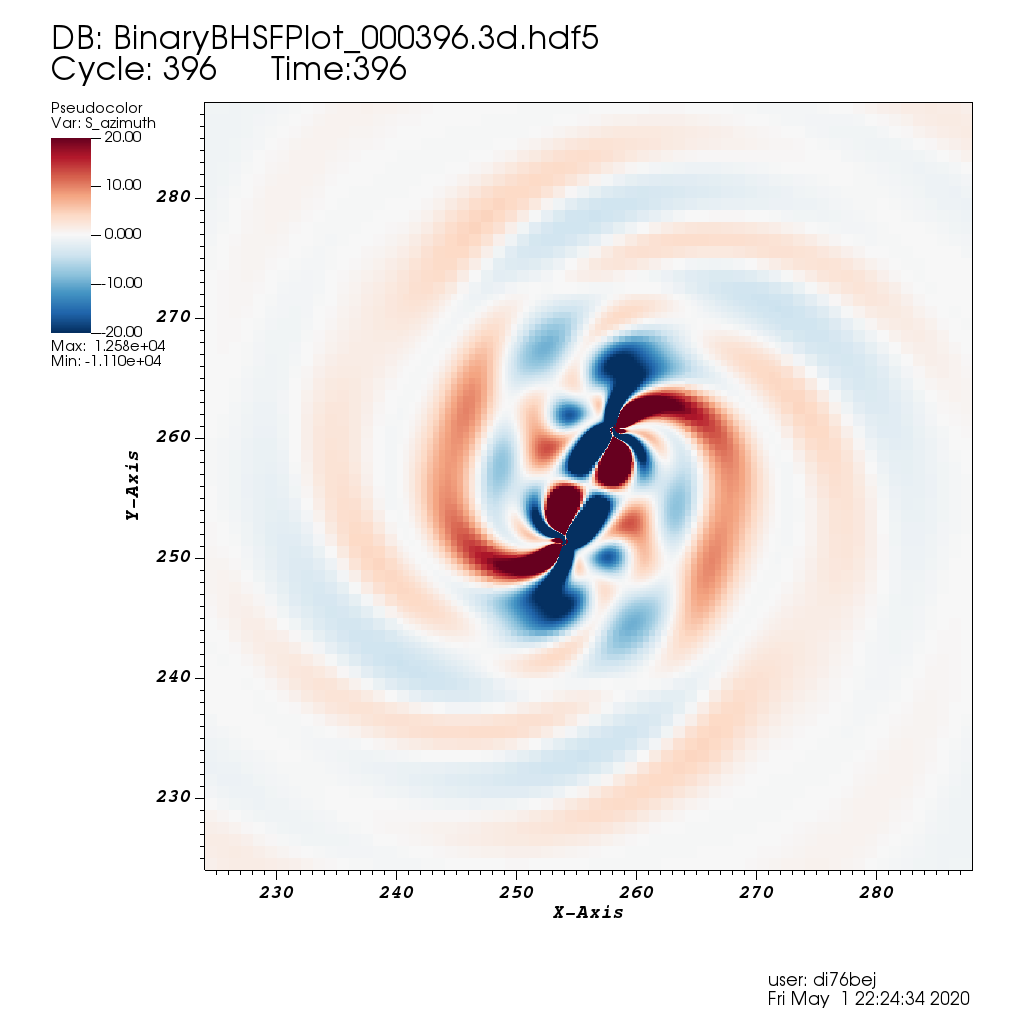 DB: BinaryBHSFPlot_000396.3d.hdf5
Cycle: 396 Time:396
Pseudocolor
Var: S_azimuth
20.00
10.00
0.000
-10.00
-20.00
Max: 1.258e+04
Min: -1.110e+04
280
270
260
250
240
230
Y-Axis
230 240 250 260 270 280
X-Axis
user: di76bej
Fri May 1 22:24:34 2020